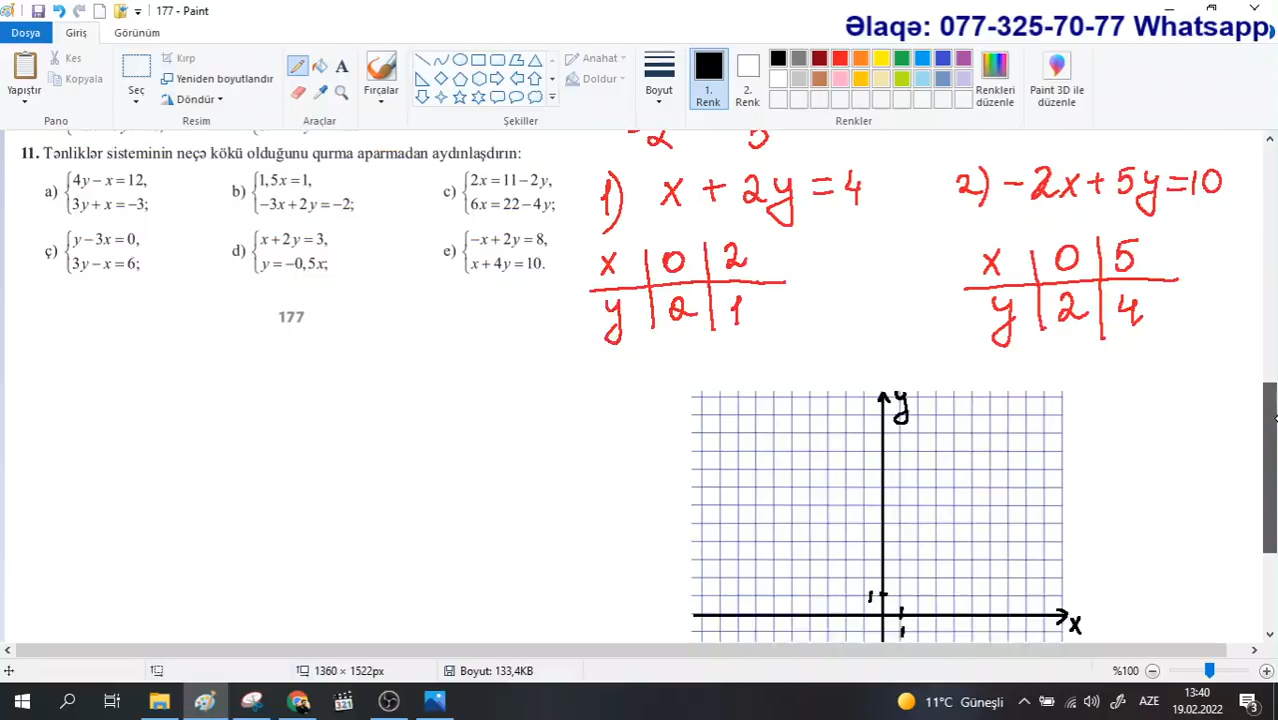 177 - Paint
Əlaqə: 077-325-70-77 Whatsapp
Dosya Giriş Görünüm
Yapıştır
Kes
Kopyala
Pano
Seç
Kırp
Yeniden boyutlandır
Döndür
Resim
A
Araçlar
Fırçalar
Anahat
Doldur
Şekiller
Boyut
1. Renk
2. Renk
Renkleri düzenle
Paint 3D ile düzenle
Renkler
-2 5
11. Tənliklər sisteminin neçə kökü olduğunu qurma aparmadan aydınlaşdırın:
a) {4y – x = 12,
3y + x = –3;
b) {1,5x = 1,
–3x + 2y = –2;
c) {2x = 11 – 2y,
6x = 22 – 4y;
ç) {y – 3x = 0,
3y – x = 6;
d) {x + 2y = 3,
y = –0,5x;
e) {–x + 2y = 8,
x + 4y = 10.
177
1) x + 2y = 4
x | 0 | 2
y | 2 | 1
2) -2x + 5y = 10
x | 0 | 5
y | 2 | 4
y
1
1
x
1360 × 1522px
Boyut: 133,4KB
%100
321
11°C Güneşli
AZE
13:40
19.02.2022
3